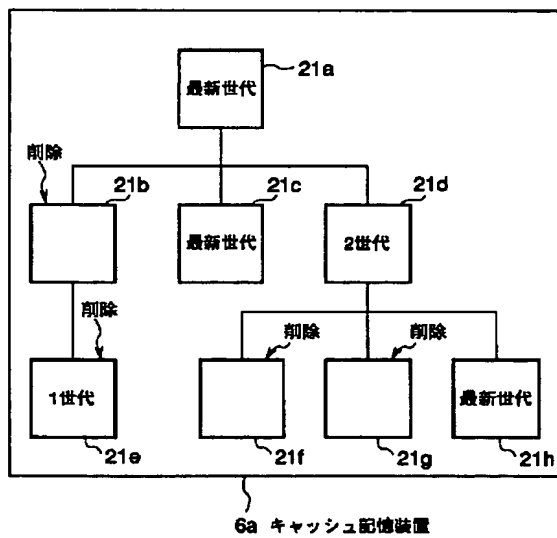 21a
最新世代
削除
21b
21c
21d
最新世代
2世代
削除
削除
削除
1世代
最新世代
21e
21f
21g
21h
6a キャッシュ記憶装置